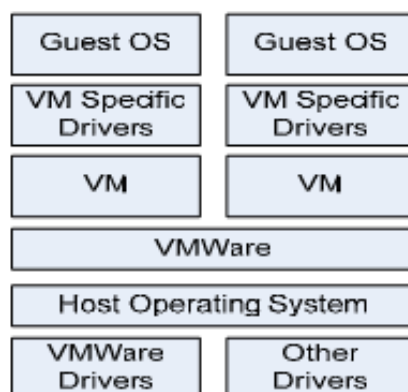 Guest OS
Guest OS
VM Specific
Drivers
VM Specific
Drivers
VM
VM
VMWare
Host Operating System
VMWare
Drivers
Other
Drivers